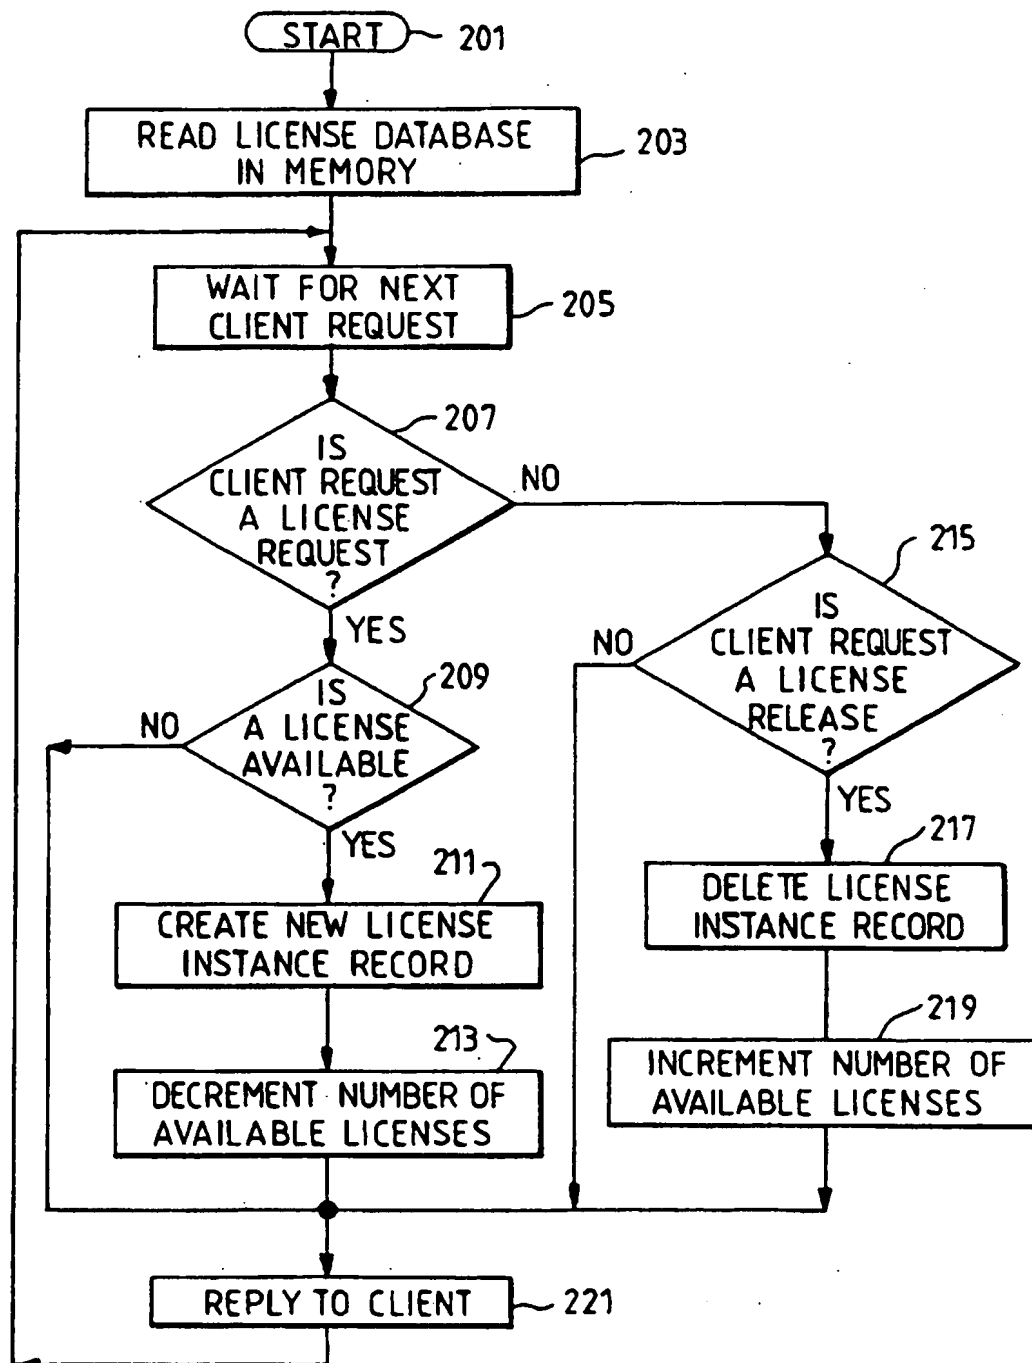 START
201
READ LICENSE DATABASE
IN MEMORY
203
WAIT FOR NEXT
CLIENT REQUEST
205
207
IS
CLIENT REQUEST
A LICENSE
REQUEST
?
NO
YES
215
IS
CLIENT REQUEST
A LICENSE
RELEASE
?
NO
YES
209
IS
A LICENSE
AVAILABLE
?
NO
YES
211
CREATE NEW LICENSE
INSTANCE RECORD
217
DELETE LICENSE
INSTANCE RECORD
213
DECREMENT NUMBER OF
AVAILABLE LICENSES
219
INCREMENT NUMBER OF
AVAILABLE LICENSES
REPLY TO CLIENT
221